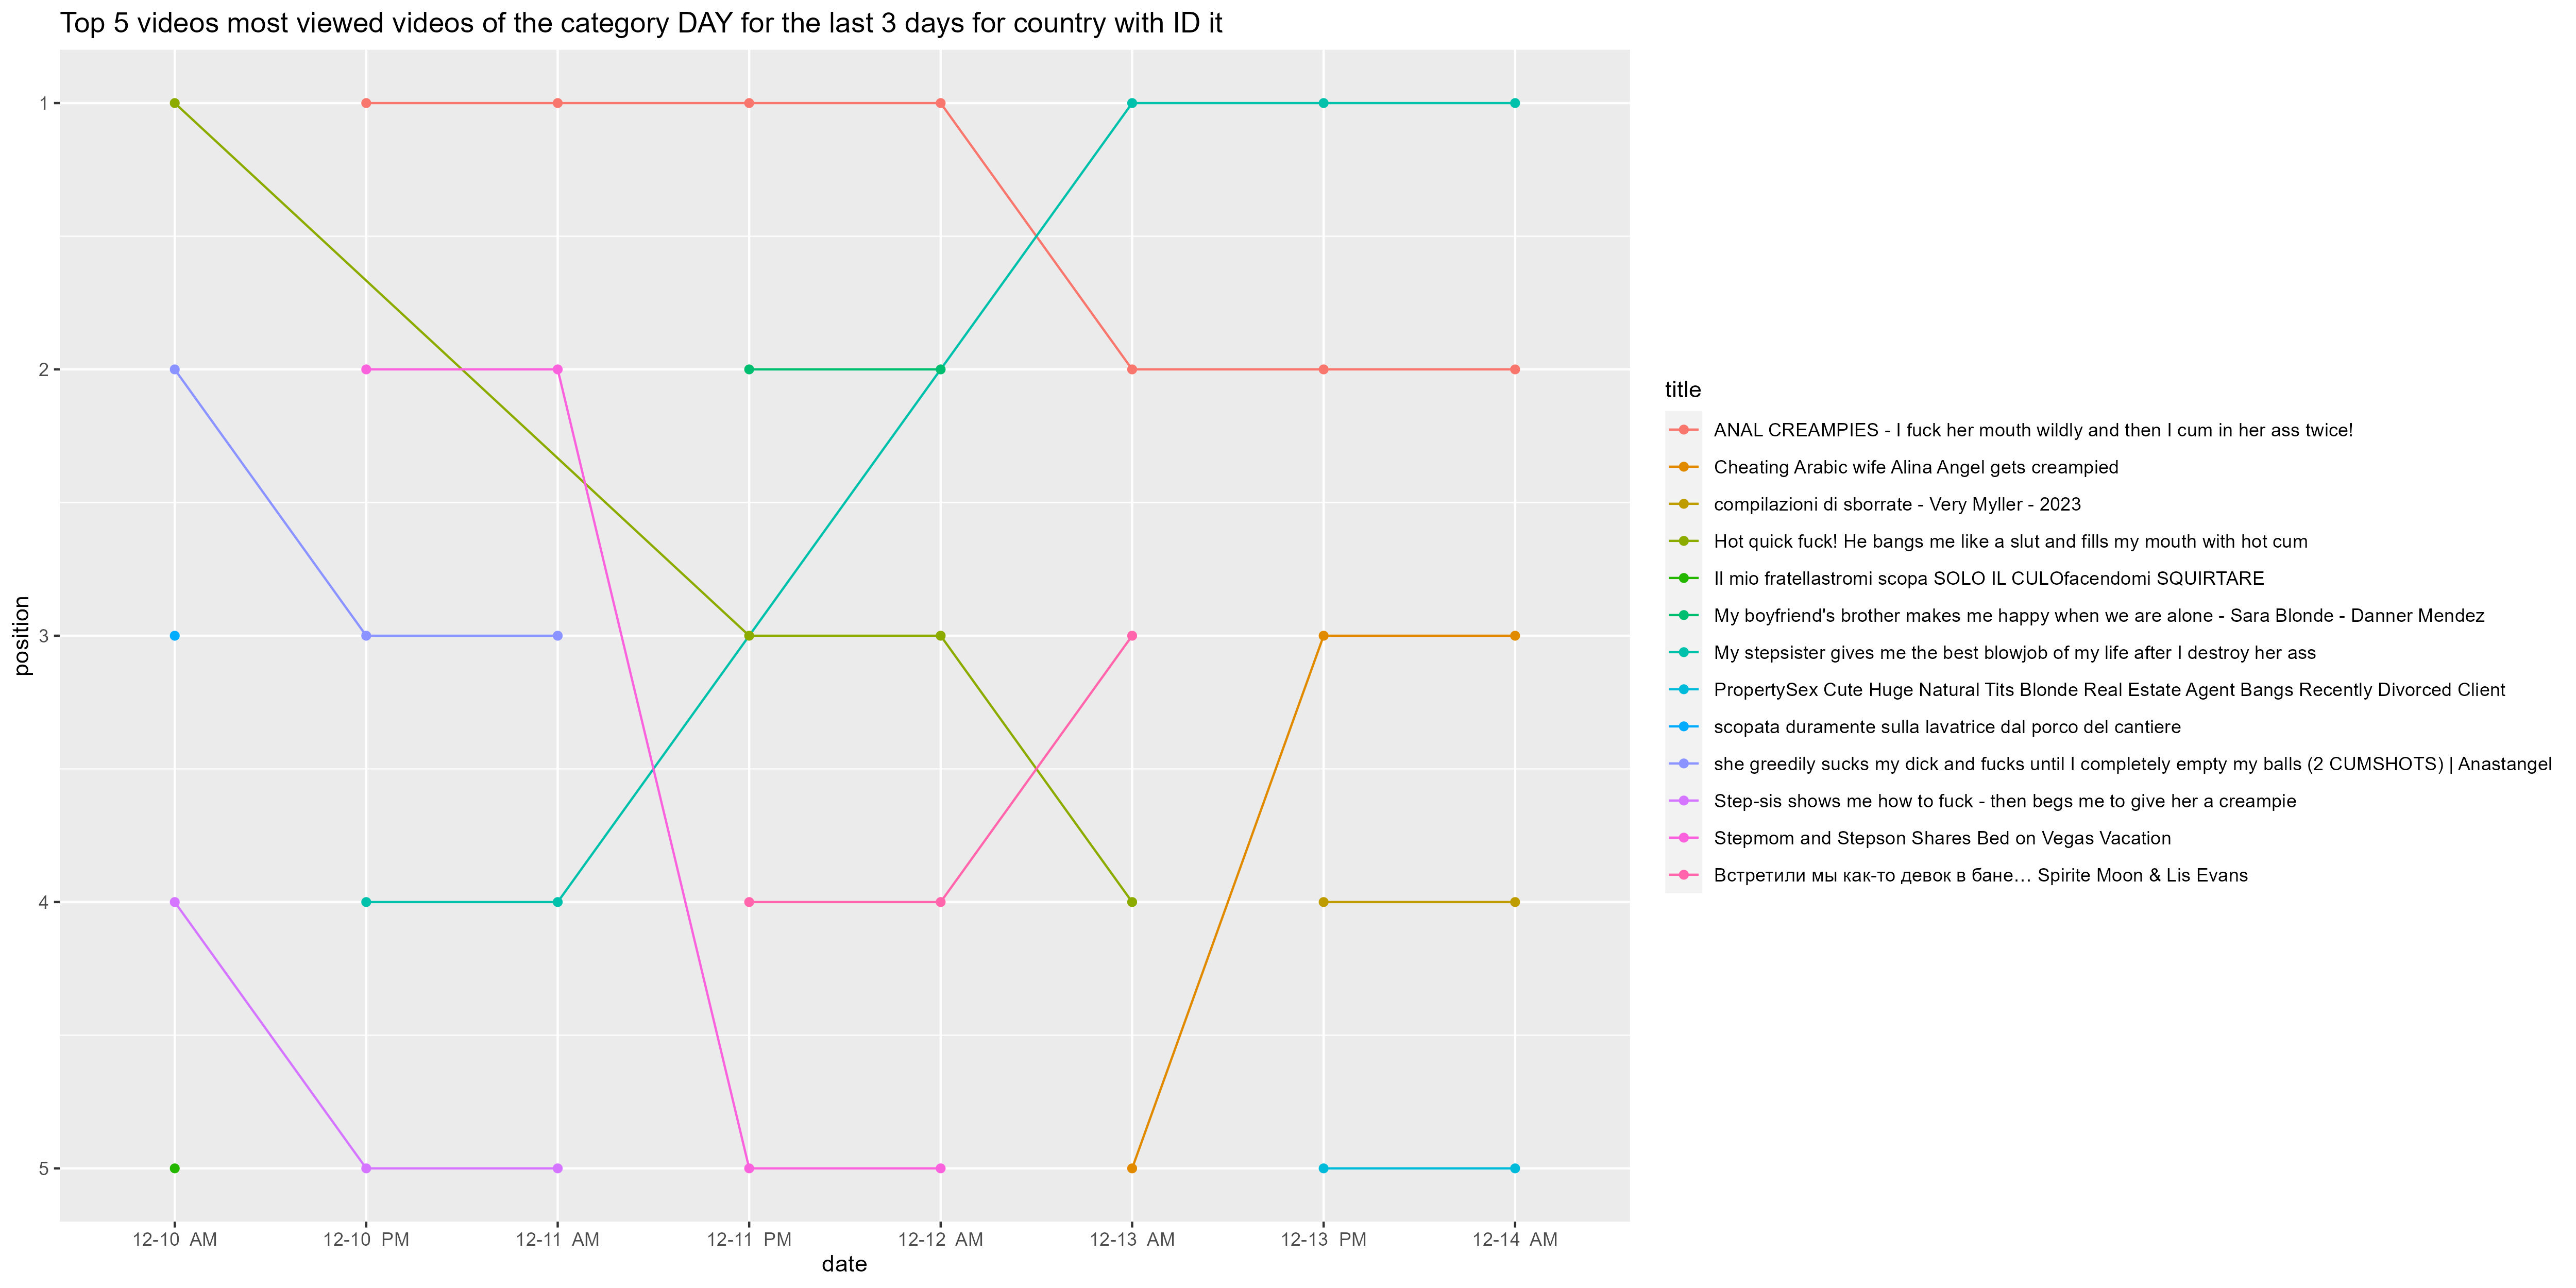 Top 5 videos most viewed videos of the category DAY for the last 3 days for country with ID it
position
1
2
3
4
5
12-10 AM
12-10 PM
12-11 AM
12-11 PM
12-12 AM
12-13 AM
12-13 PM
12-14 AM
date
title
ANAL CREAMPIES - I fuck her mouth wildly and then I cum in her ass twice!
Cheating Arabic wife Alina Angel gets creampied
compilazioni di sborrate - Very Myller - 2023
Hot quick fuck! He bangs me like a slut and fills my mouth with hot cum
Il mio fratellastromi scopa SOLO IL CULOfacendomi SQUIRTARE
My boyfriend's brother makes me happy when we are alone - Sara Blonde - Danner Mendez
My stepsister gives me the best blowjob of my life after I destroy her ass
PropertySex Cute Huge Natural Tits Blonde Real Estate Agent Bangs Recently Divorced Client
scopata duramente sulla lavatrice dal porco del cantiere
she greedily sucks my dick and fucks until I completely empty my balls (2 CUMSHOTS) | Anastangel
Step-sis shows me how to fuck - then begs me to give her a creampie
Stepmom and Stepson Shares Bed on Vegas Vacation
Встретили мы как-то девок в бане… Spirite Moon & Lis Evans